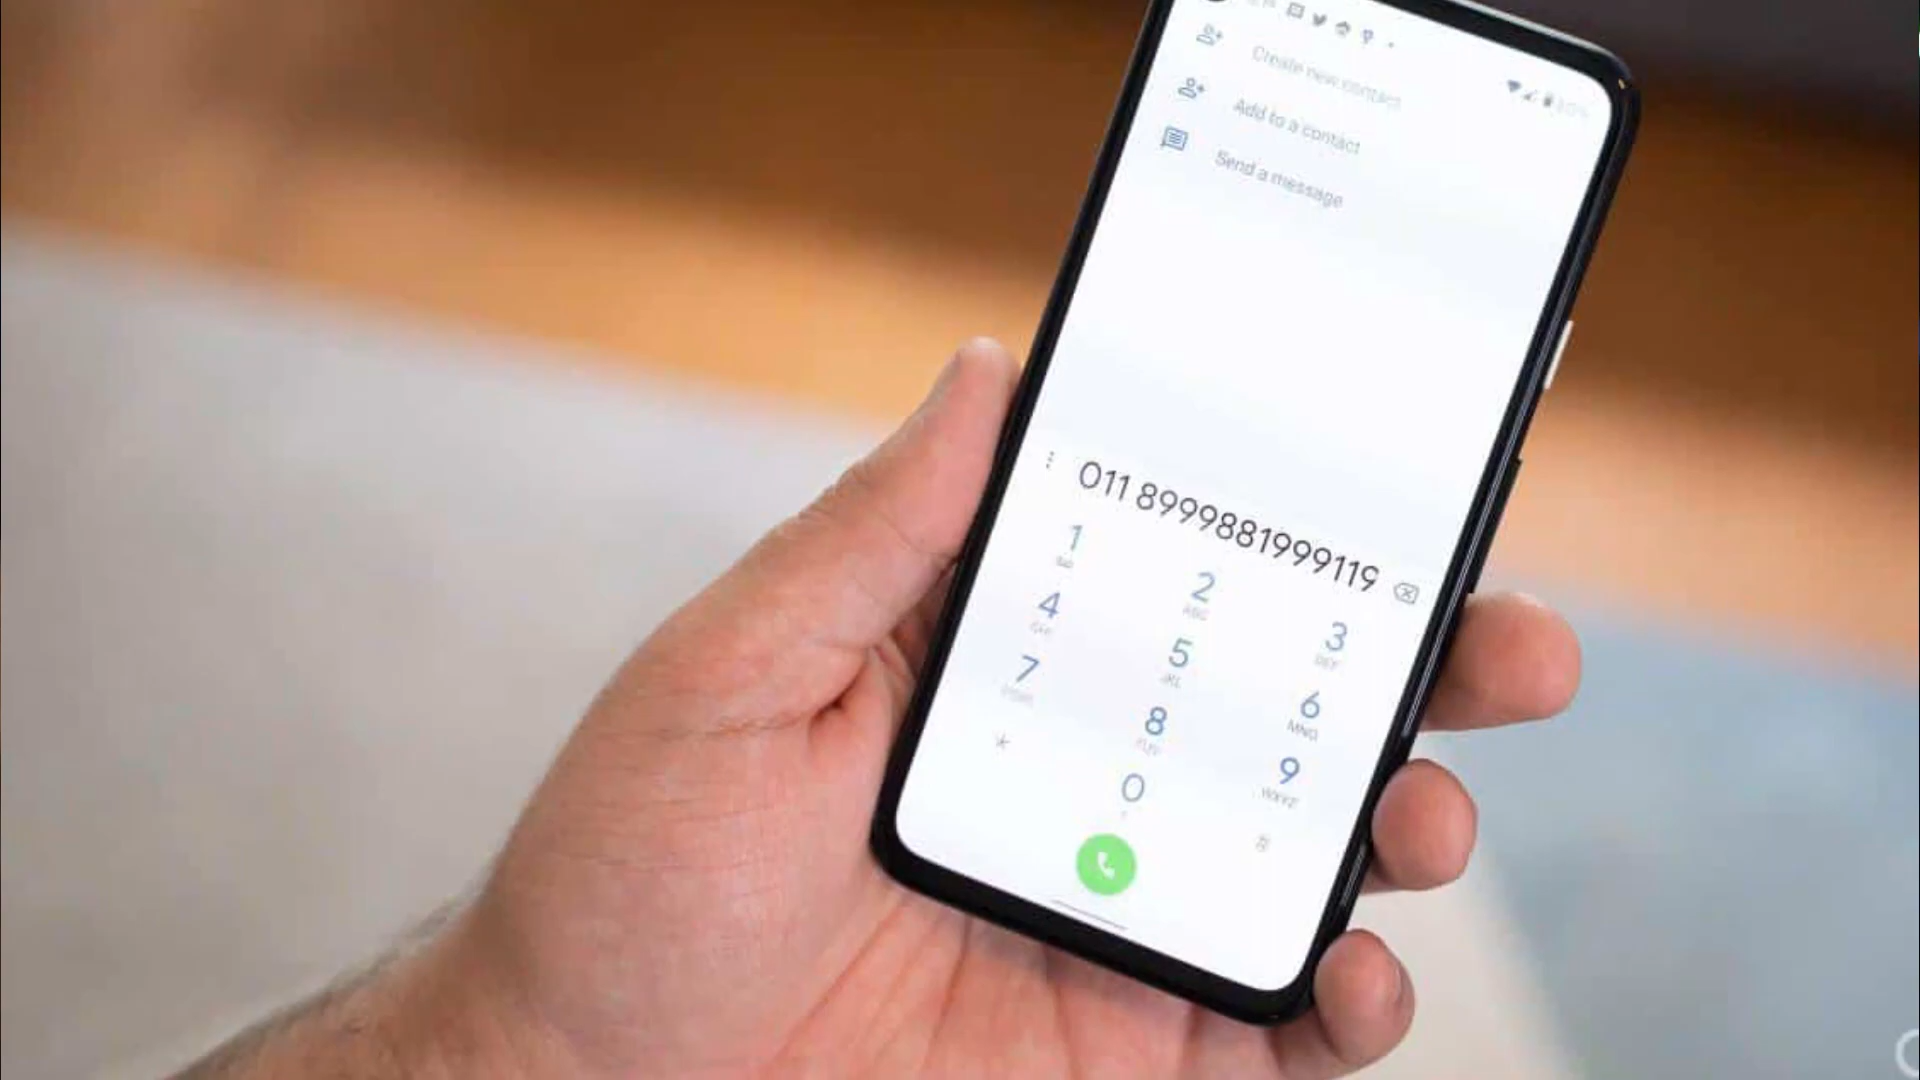 Create new contact
Add to a contact
Send a message
011 8999881999119
1
2
ABC
3
DEF
4
GHI
5
JKL
6
MNO
7
8
TUV
9
WXYZ
*
0
#